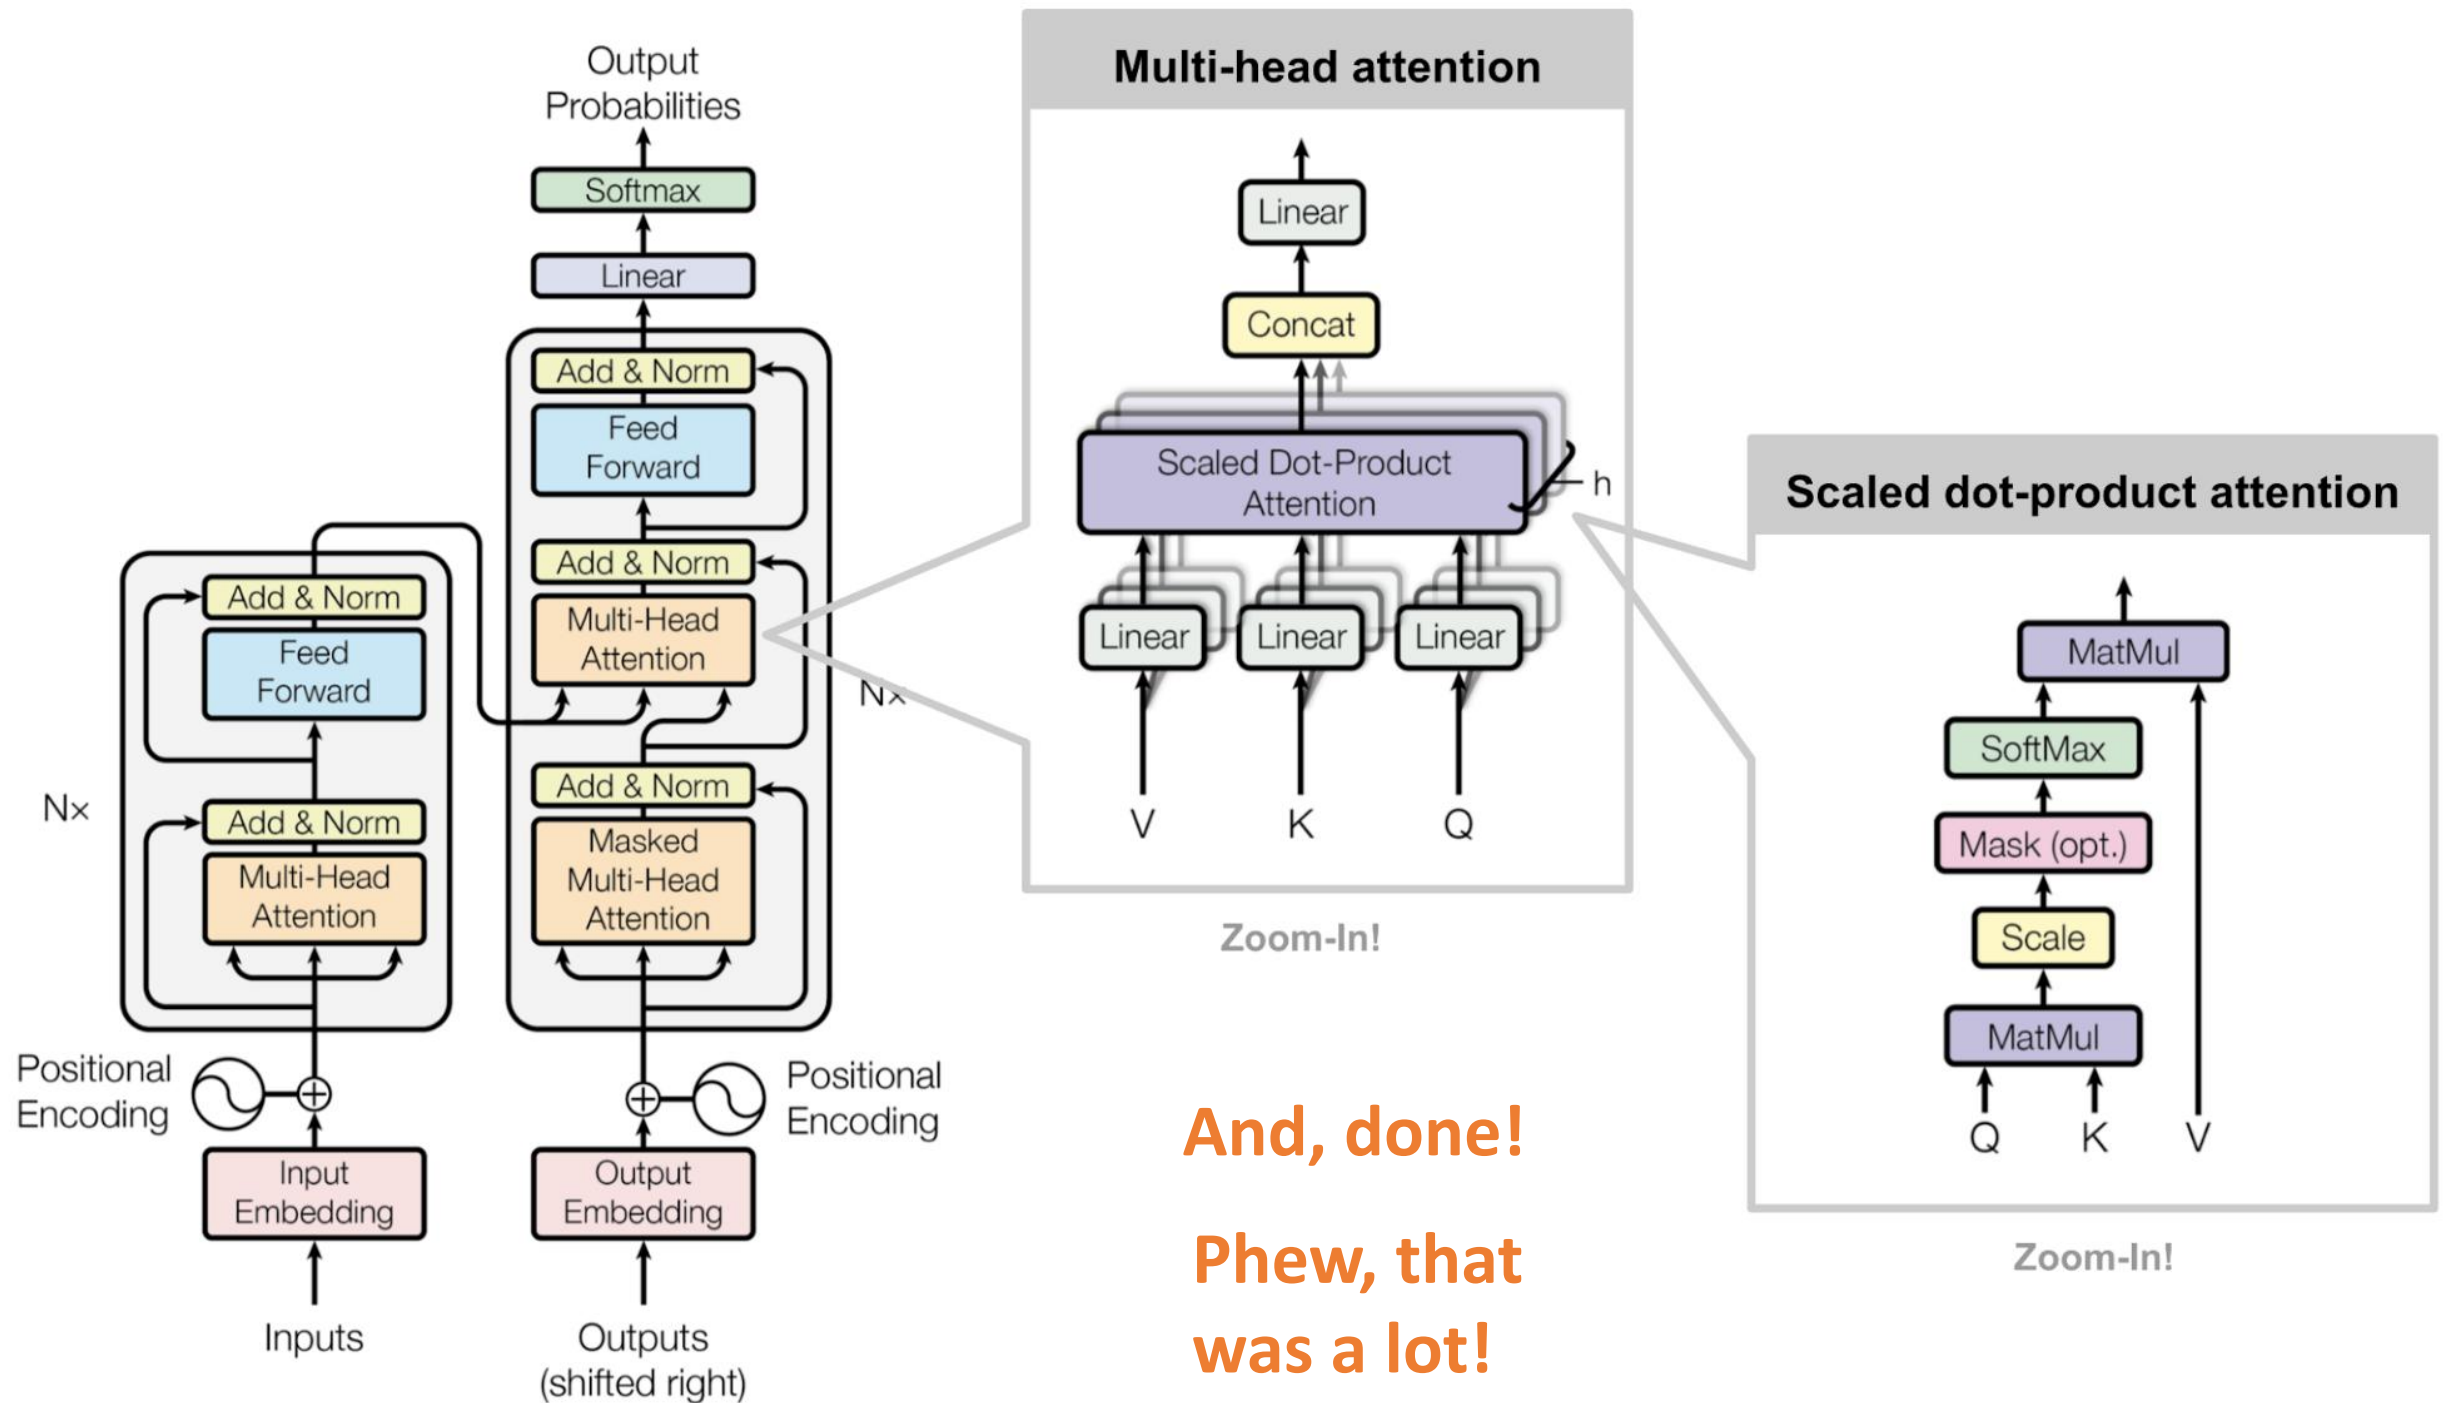 Output
Probabilities
Softmax
Linear
Add & Norm
Feed
Forward
Add & Norm
Multi-Head
Attention
Nx
Add & Norm
Masked
Multi-Head
Attention
Add & Norm
Feed
Forward
Nx
Add & Norm
Multi-Head
Attention
Positional
Encoding
Positional
Encoding
Input
Embedding
Output
Embedding
Inputs
Outputs
(shifted right)
Multi-head attention
Linear
Concat
Scaled Dot-Product
Attention
h
Linear Linear Linear
V K Q
Zoom-In!
Scaled dot-product attention
MatMul
SoftMax
Mask (opt.)
Scale
MatMul
Q K V
Zoom-In!
And, done!
Phew, that
was a lot!